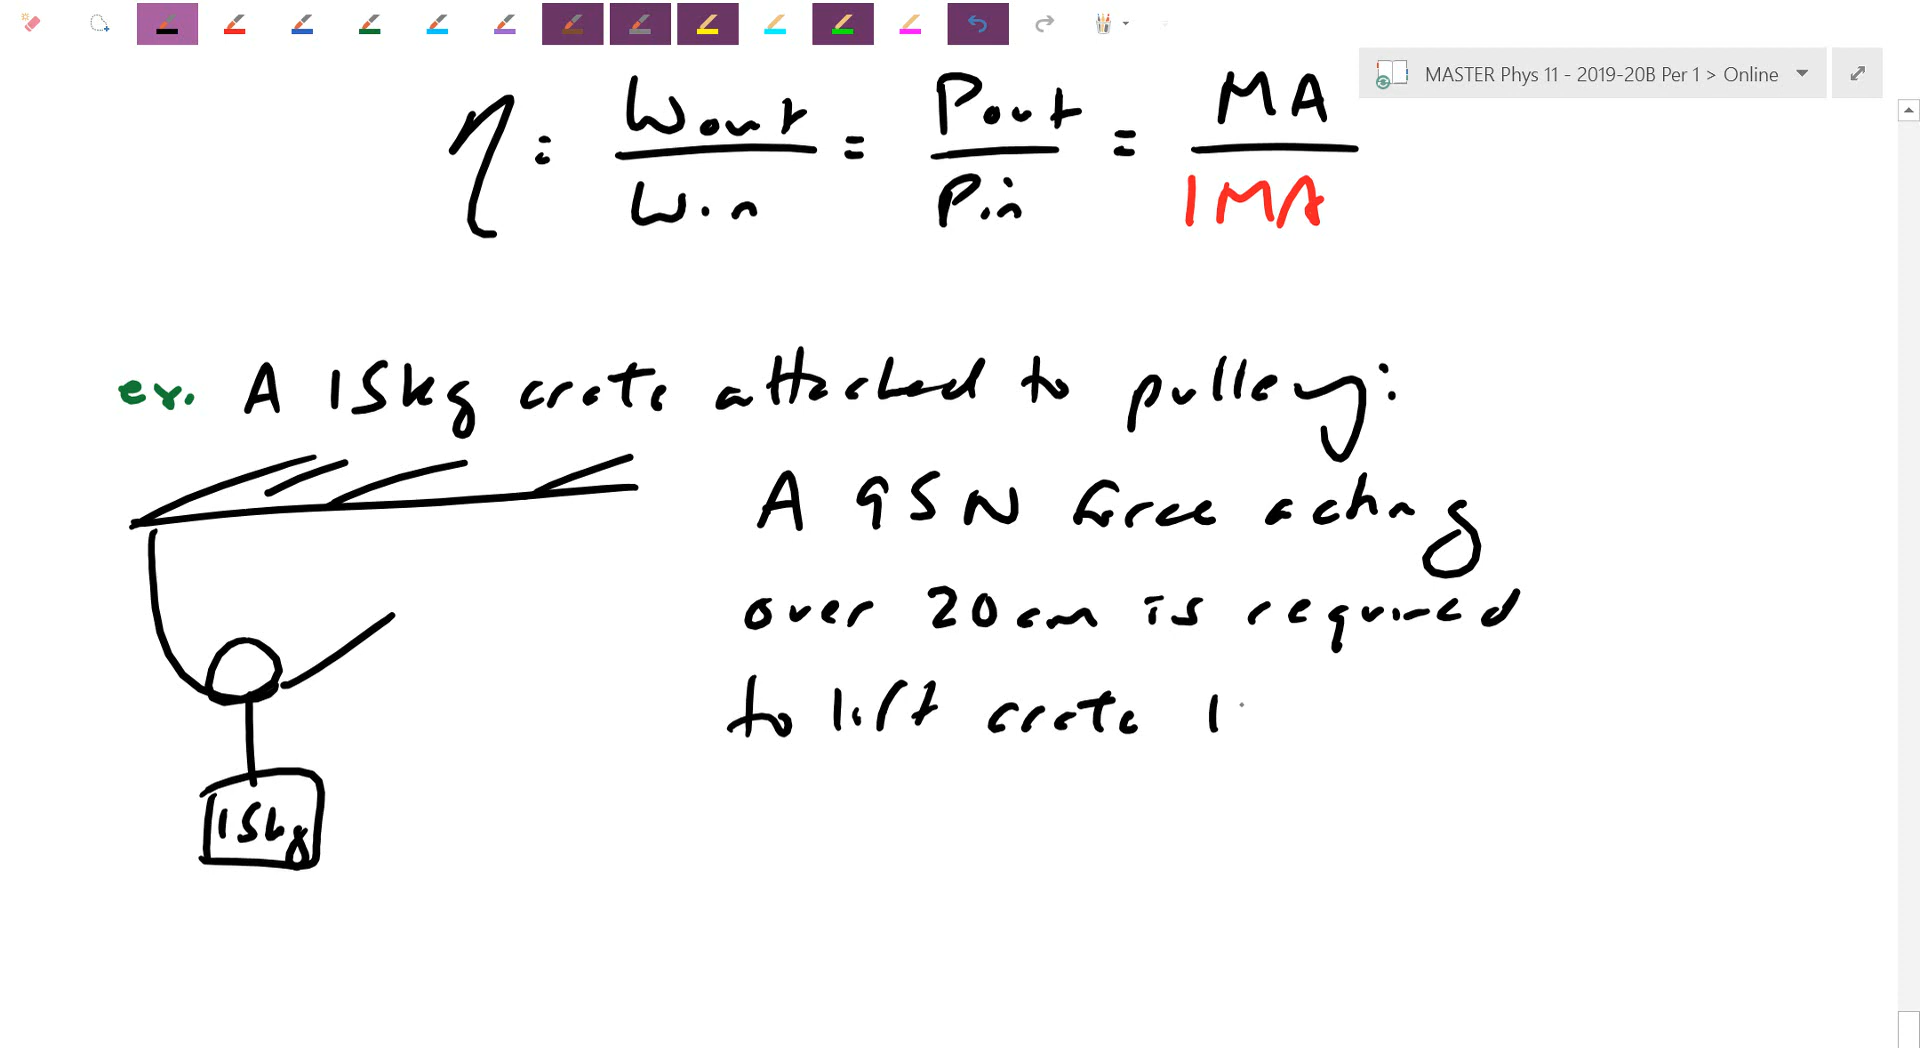 MASTER Phys 11 - 2019-20B Per 1 > Online
η = Wout / Win = Pout / Pin = MA / IMA
ex. A 15kg crate attached to pulley:
A 95N force acting
over 20cm is required
to lift crate 1
15kg